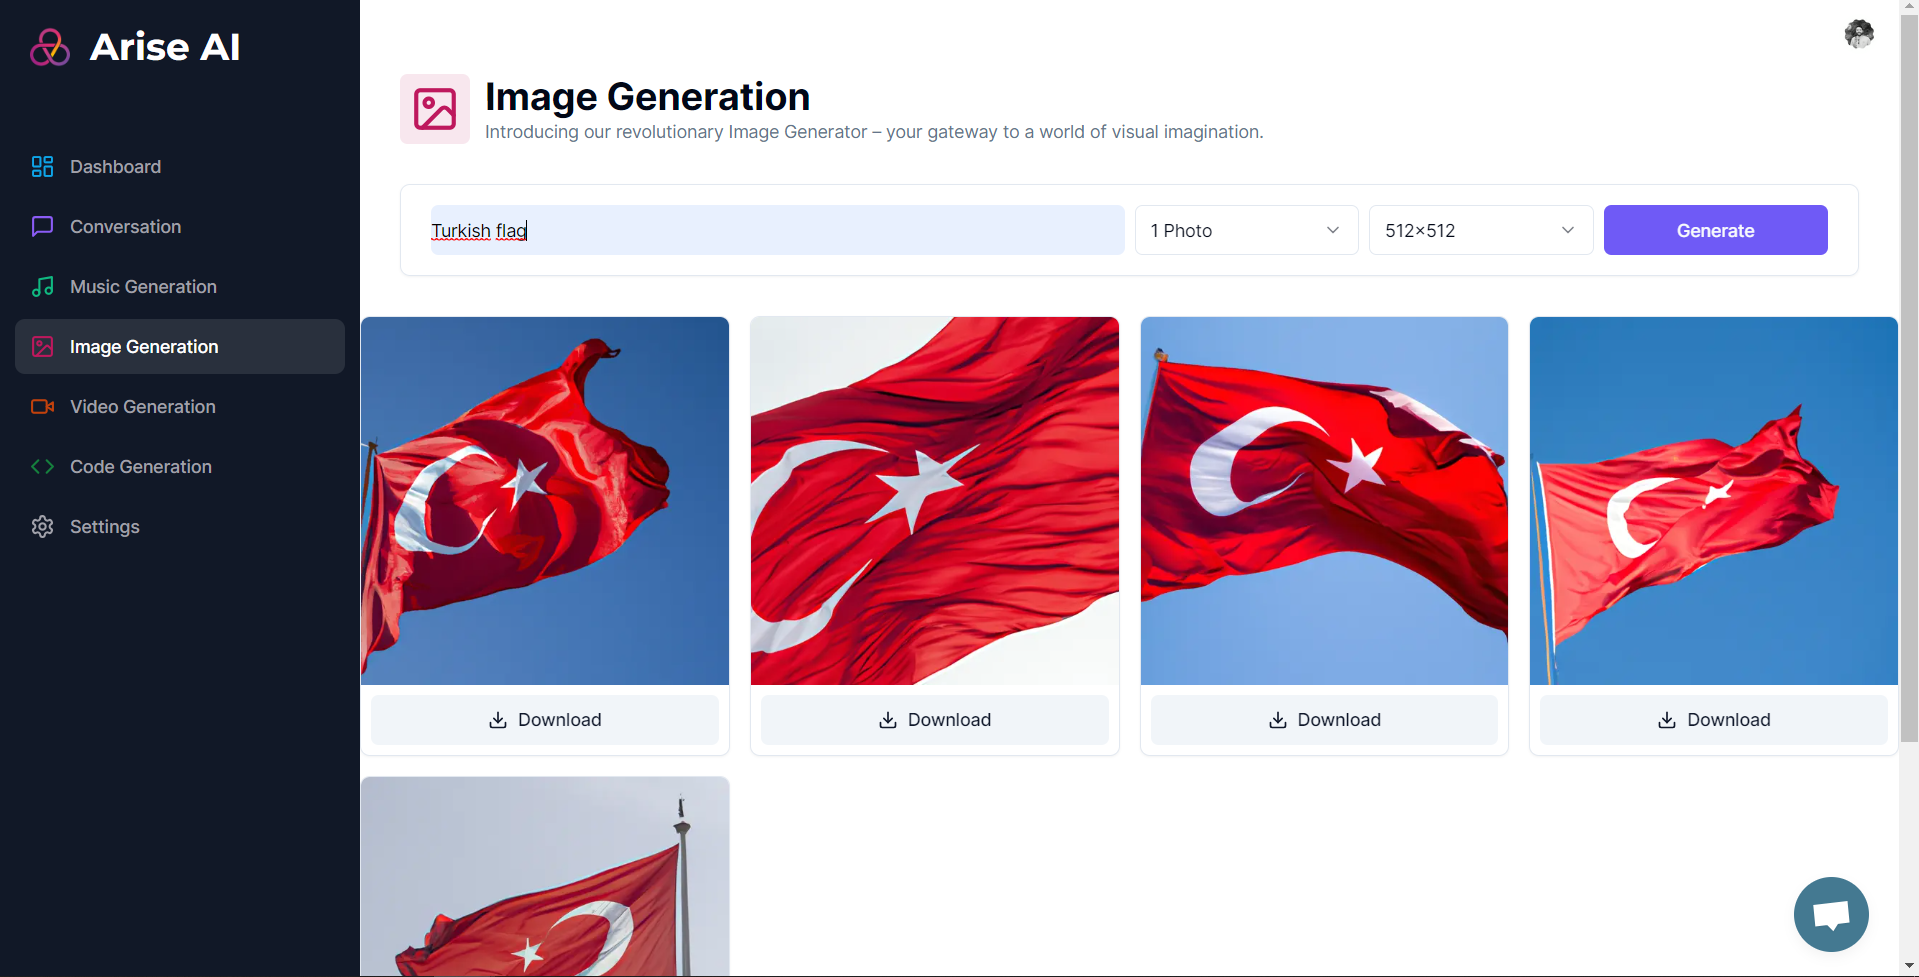 Arise AI
Dashboard
Conversation
Music Generation
Image Generation
Video Generation
Code Generation
Settings
Image Generation
Introducing our revolutionary Image Generator – your gateway to a world of visual imagination.
Turkish flag
1 Photo
512×512
Generate
Download
Download
Download
Download